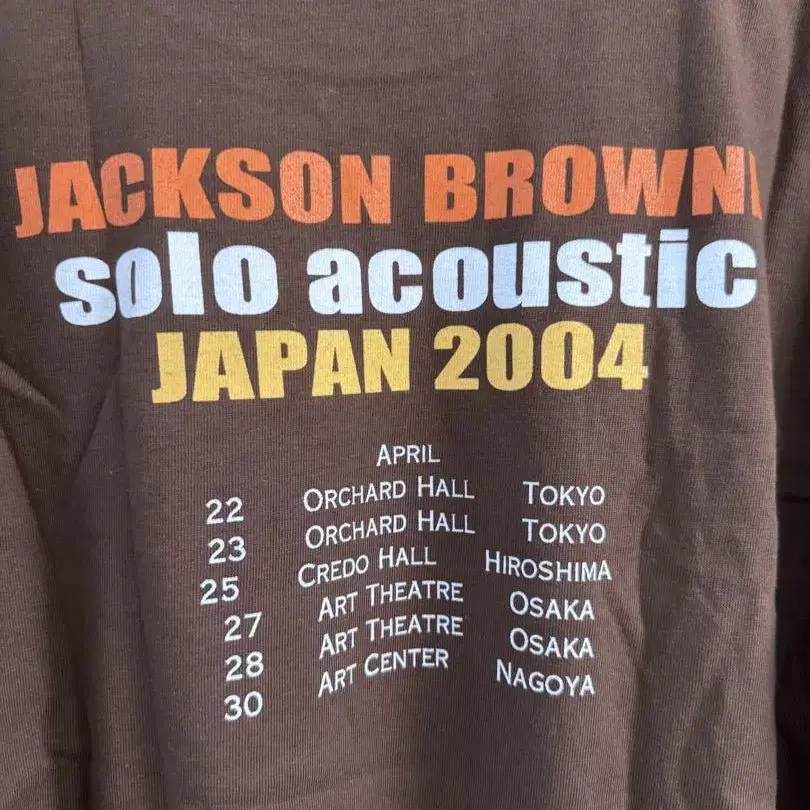 JACKSON BROWNE
solo acoustic
JAPAN 2004
APRIL
22 ORCHARD HALL TOKYO
23 ORCHARD HALL TOKYO
25 CREDO HALL HIROSHIMA
27 ART THEATRE OSAKA
28 ART THEATRE OSAKA
30 ART CENTER NAGOYA